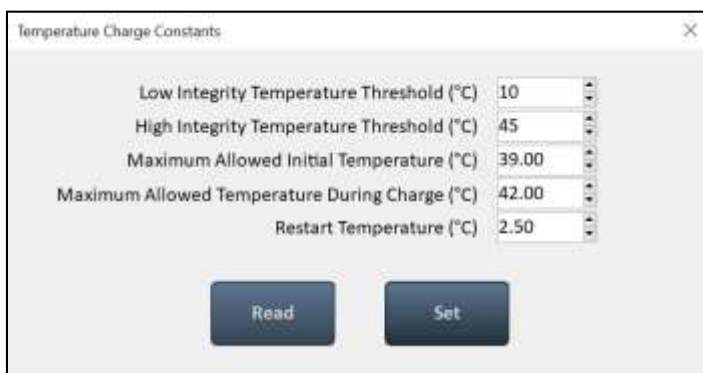 Temperature Charge Constants
Low Integrity Temperature Threshold (°C) 10
High Integrity Temperature Threshold (°C) 45
Maximum Allowed Initial Temperature (°C) 39.00
Maximum Allowed Temperature During Charge (°C) 42.00
Restart Temperature (°C) 2.50
Read Set